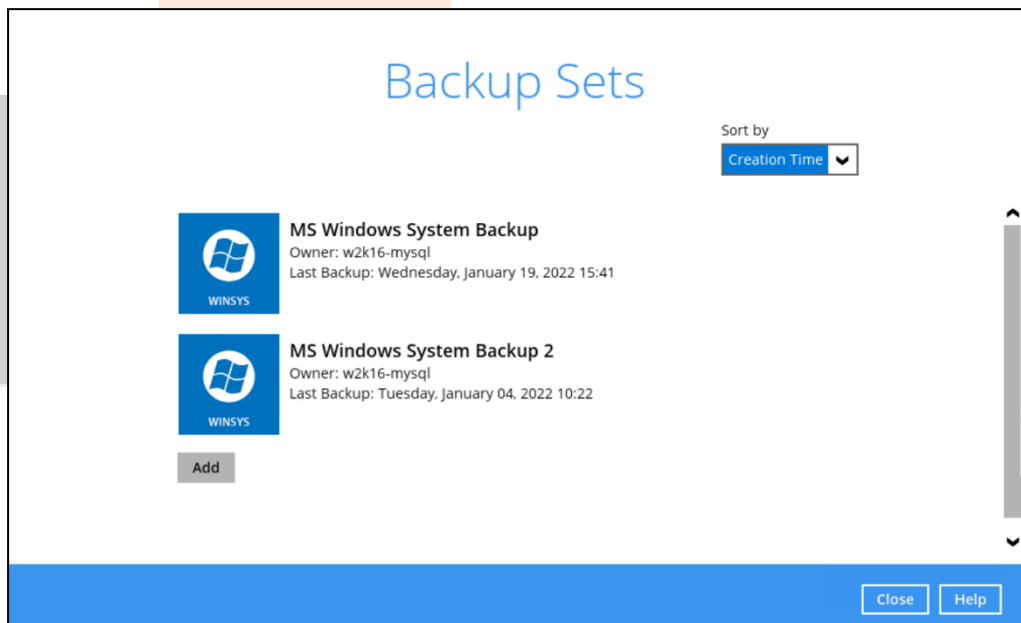 Backup Sets
Sort by
Creation Time
MS Windows System Backup
Owner: w2k16-mysql
Last Backup: Wednesday, January 19, 2022 15:41
WINSYS
MS Windows System Backup 2
Owner: w2k16-mysql
Last Backup: Tuesday, January 04, 2022 10:22
WINSYS
Add
Close
Help